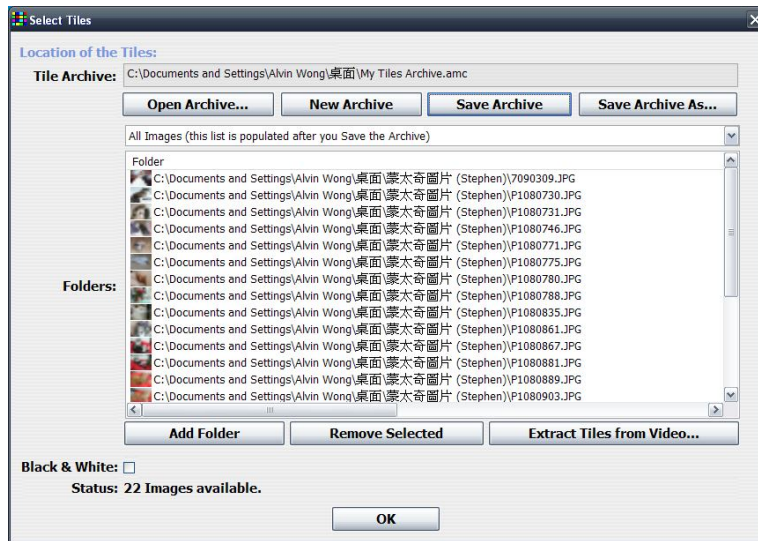 Select Tiles
Location of the Tiles:
Tile Archive: C:\Documents and Settings\Alvin Wong\桌面\My Tiles Archive.amc
Open Archive... New Archive Save Archive Save Archive As...
All Images (this list is populated after you Save the Archive)
Folder
C:\Documents and Settings\Alvin Wong\桌面\蒙太奇圖片 (Stephen)\7090309.JPG
C:\Documents and Settings\Alvin Wong\桌面\蒙太奇圖片 (Stephen)\P1080730.JPG
C:\Documents and Settings\Alvin Wong\桌面\蒙太奇圖片 (Stephen)\P1080731.JPG
C:\Documents and Settings\Alvin Wong\桌面\蒙太奇圖片 (Stephen)\P1080746.JPG
C:\Documents and Settings\Alvin Wong\桌面\蒙太奇圖片 (Stephen)\P1080771.JPG
C:\Documents and Settings\Alvin Wong\桌面\蒙太奇圖片 (Stephen)\P1080775.JPG
Folders: C:\Documents and Settings\Alvin Wong\桌面\蒙太奇圖片 (Stephen)\P1080780.JPG
C:\Documents and Settings\Alvin Wong\桌面\蒙太奇圖片 (Stephen)\P1080788.JPG
C:\Documents and Settings\Alvin Wong\桌面\蒙太奇圖片 (Stephen)\P1080835.JPG
C:\Documents and Settings\Alvin Wong\桌面\蒙太奇圖片 (Stephen)\P1080861.JPG
C:\Documents and Settings\Alvin Wong\桌面\蒙太奇圖片 (Stephen)\P1080867.JPG
C:\Documents and Settings\Alvin Wong\桌面\蒙太奇圖片 (Stephen)\P1080881.JPG
C:\Documents and Settings\Alvin Wong\桌面\蒙太奇圖片 (Stephen)\P1080889.JPG
C:\Documents and Settings\Alvin Wong\桌面\蒙太奇圖片 (Stephen)\P1080903.JPG
Add Folder Remove Selected Extract Tiles from Video...
Black & White:
Status: 22 Images available.
OK